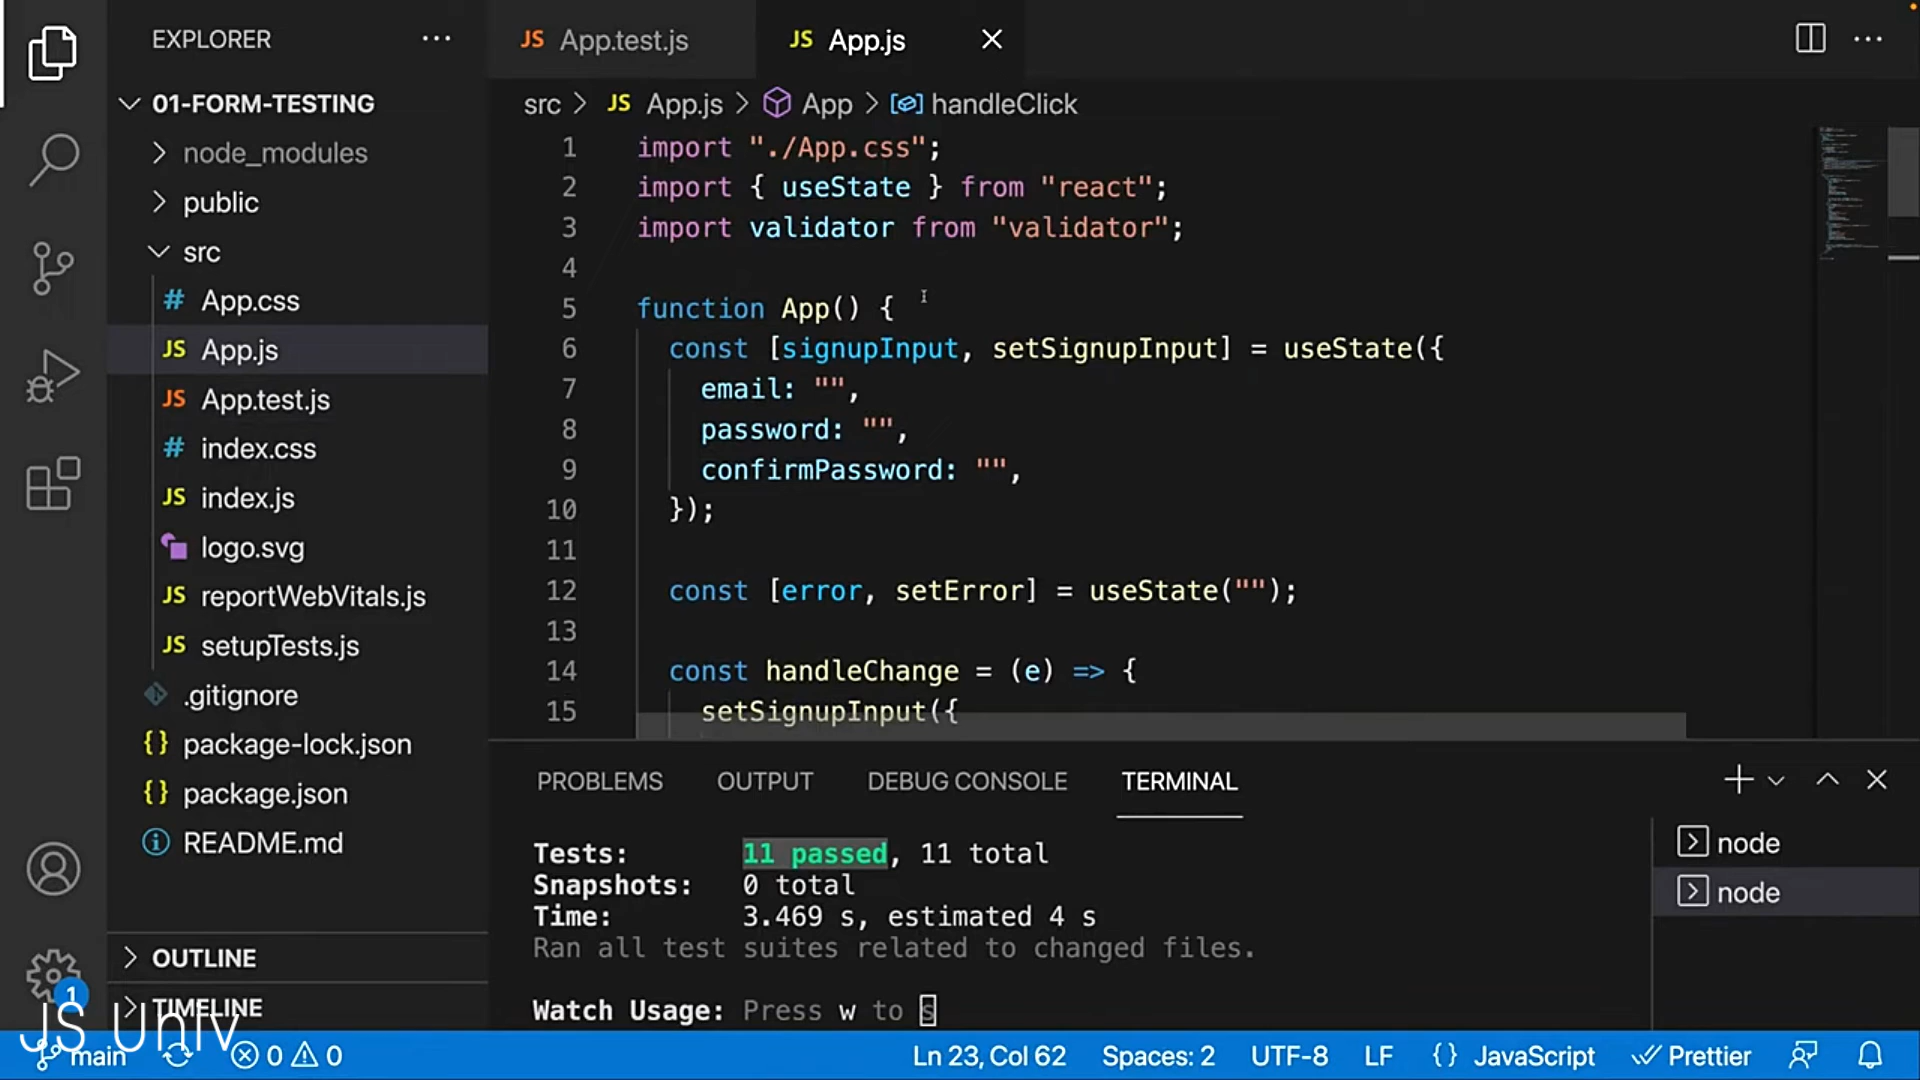 EXPLORER
01-FORM-TESTING
node_modules
public
src
# App.css
JS App.js
JS App.test.js
# index.css
JS index.js
logo.svg
JS reportWebVitals.js
JS setupTests.js
.gitignore
{} package-lock.json
{} package.json
README.md
OUTLINE
TIMELINE
1
JS Univ
JS App.test.js
JS App.js
src > JS App.js > App > handleClick
1 import "./App.css";
2 import { useState } from "react";
3 import validator from "validator";
4
5 function App() {
6 const [signupInput, setSignupInput] = useState({
7 email: "",
8 password: "",
9 confirmPassword: "",
10 });
11
12 const [error, setError] = useState("");
13
14 const handleChange = (e) => {
15 setSignupInput({
PROBLEMS OUTPUT DEBUG CONSOLE TERMINAL
Tests: 11 passed, 11 total
Snapshots: 0 total
Time: 3.469 s, estimated 4 s
Ran all test suites related to changed files.
Watch Usage: Press w to s
node
node
main 0 0 Ln 23, Col 62 Spaces: 2 UTF-8 LF {} JavaScript Prettier